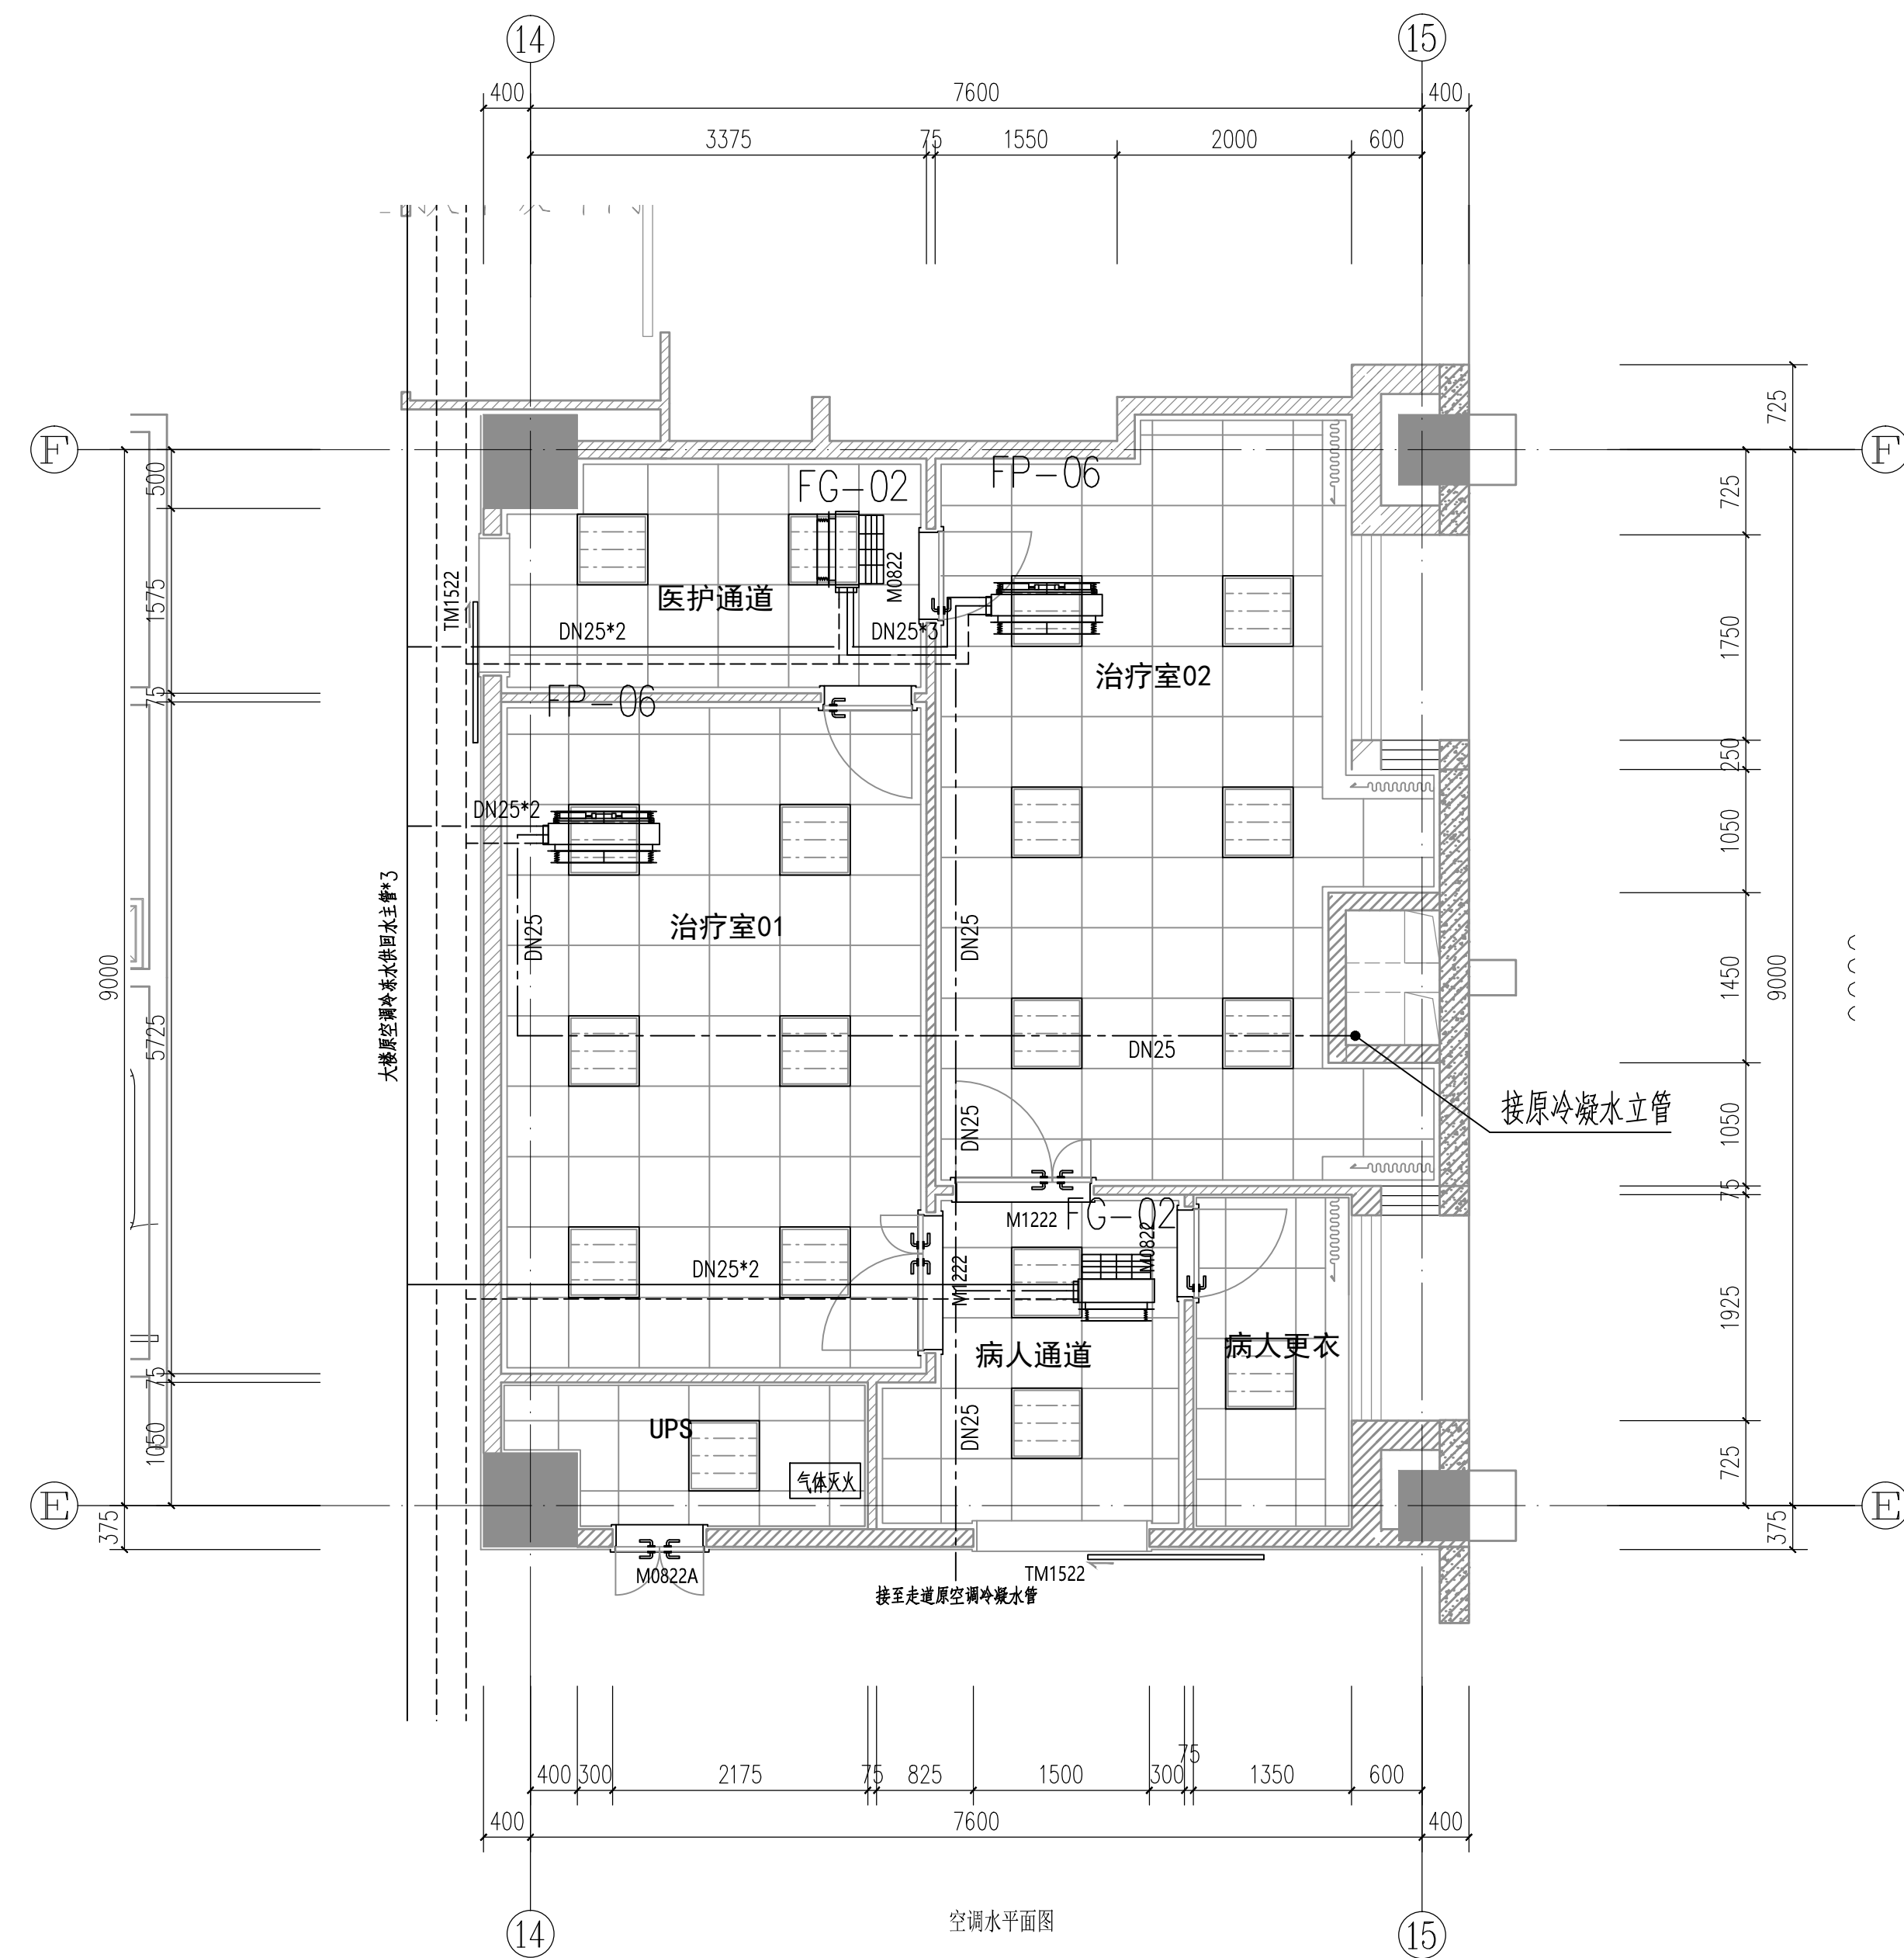 14
15
400
7600
400
3375
75
1550
2000
600
F
F
725
500
725
FG-02
FP-06
M0822
TM1522
医护通道
1575
DN25*2
DN25*3
1750
治疗室02
75
FP-06
250
DN25*2
1050
大楼原空调冷冻水供回水主管*3
治疗室01
DN25
DN25
9000
5725
1450
9000
DN25
接原冷凝水立管
DN25
1050
75
M1222
FG-02
M0822
DN25*2
M1222
1925
病人通道
病人更衣
75
1050
UPS
DN25
气体灭火
725
E
E
375
375
M0822A
TM1522
接至走道原空调冷凝水管
400
300
2175
75
825
1500
300
75
1350
600
400
7600
400
14
空调水平面图
15